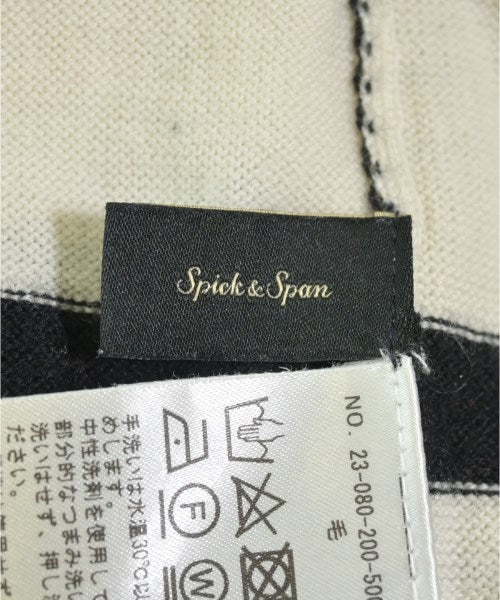 Spick & Span
NO. 23-080-200-500
毛
F
W
手洗いは水温30℃以
めします。
中性洗剤を使用して
部分的なつまみ洗い
洗いはせず、押し
ださい。